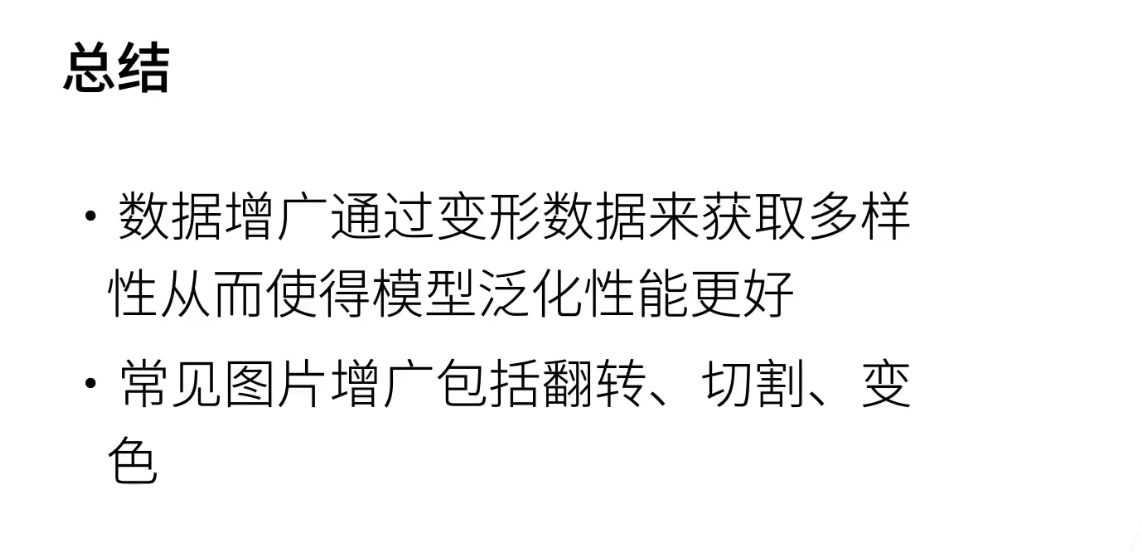 总结
• 数据增广通过变形数据来获取多样
性从而使得模型泛化性能更好
• 常见图片增广包括翻转、切割、变
色